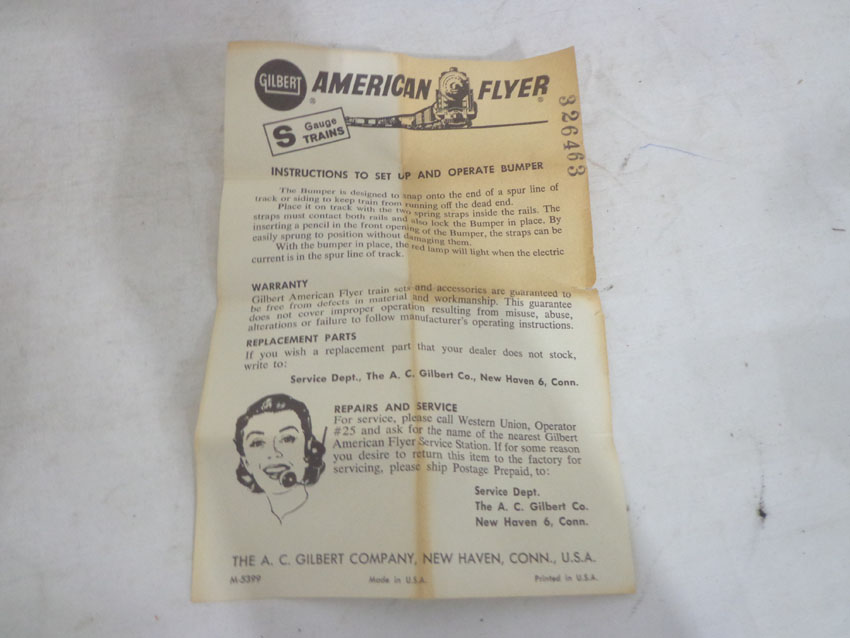 GILBERT ® AMERICAN FLYER ®
S Gauge TRAINS
326463
INSTRUCTIONS TO SET UP AND OPERATE BUMPER
The Bumper is designed to snap onto the end of a spur line of
track or siding to keep train from running off the dead end.
Place it on track with the two spring straps inside the rails. The
straps must contact both rails and also lock the Bumper in place. By
inserting a pencil in the front opening of the Bumper, the straps can be
easily sprung to position without damaging them.
With the bumper in place, the red lamp will light when the electric
current is in the spur line of track.
WARRANTY
Gilbert American Flyer train sets and accessories are guaranteed to
be free from defects in material and workmanship. This guarantee
does not cover improper operation resulting from misuse, abuse,
alterations or failure to follow manufacturer's operating instructions.
REPLACEMENT PARTS
If you wish a replacement part that your dealer does not stock,
write to:
Service Dept., The A. C. Gilbert Co., New Haven 6, Conn.
REPAIRS AND SERVICE
For service, please call Western Union, Operator
#25 and ask for the name of the nearest Gilbert
American Flyer Service Station. If for some reason
you desire to return this item to the factory for
servicing, please ship Postage Prepaid, to:
Service Dept.
The A. C. Gilbert Co.
New Haven 6, Conn.
THE A. C. GILBERT COMPANY, NEW HAVEN, CONN., U.S.A.
M-5399 Made in U.S.A. Printed in U.S.A.